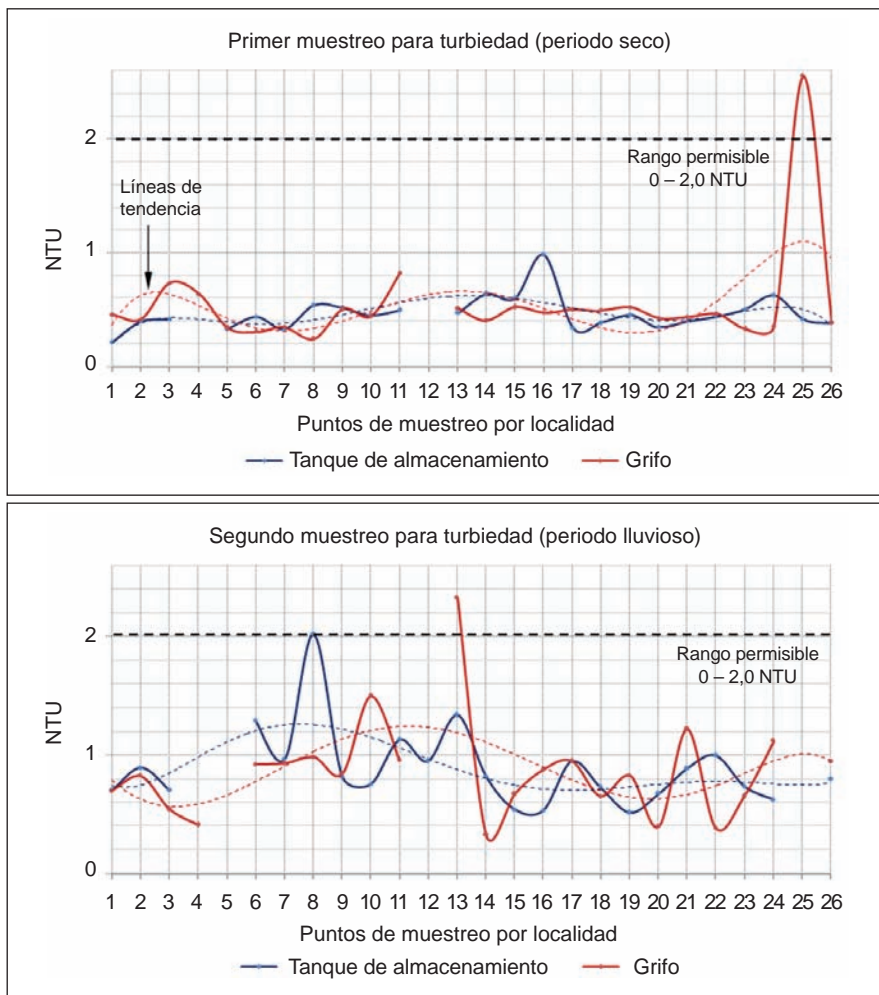 Primer muestreo para turbiedad (periodo seco)
2
Rango permisible
0 – 2,0 NTU
Líneas de
tendencia
NTU
1
0
1 2 3 4 5 6 7 8 9 10 11 12 13 14 15 16 17 18 19 20 21 22 23 24 25 26
Puntos de muestreo por localidad
Tanque de almacenamiento Grifo
Segundo muestreo para turbiedad (periodo lluvioso)
2
Rango permisible
0 – 2,0 NTU
NTU
1
0
1 2 3 4 5 6 7 8 9 10 11 12 13 14 15 16 17 18 19 20 21 22 23 24 25 26
Puntos de muestreo por localidad
Tanque de almacenamiento Grifo